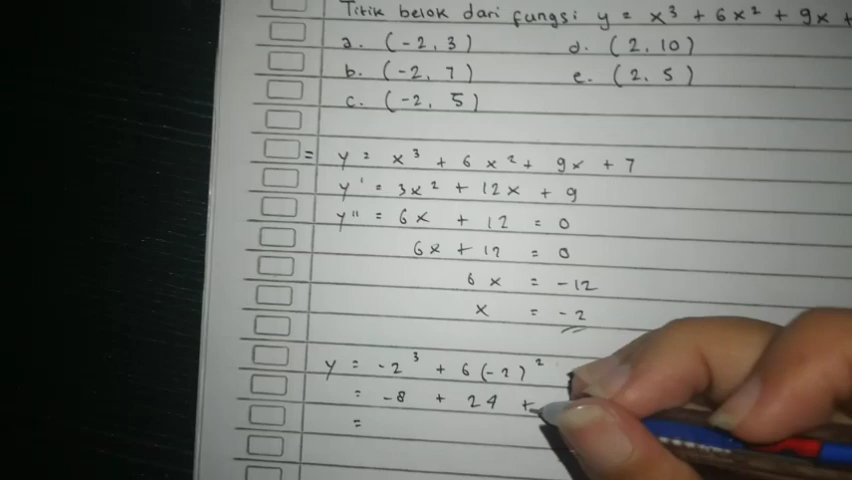 Titik belok dari fungsi y = x³ + 6x² + 9x +
a. (-2, 3) d. (2, 10)
b. (-2, 7) e. (2, 5)
c. (-2, 5)
= y = x³ + 6x² + 9x + 7
y' = 3x² + 12x + 9
y" = 6x + 12 = 0
6x + 12 = 0
6x = -12
x = -2
y = -2³ + 6(-2)²
= -8 + 24 +
=